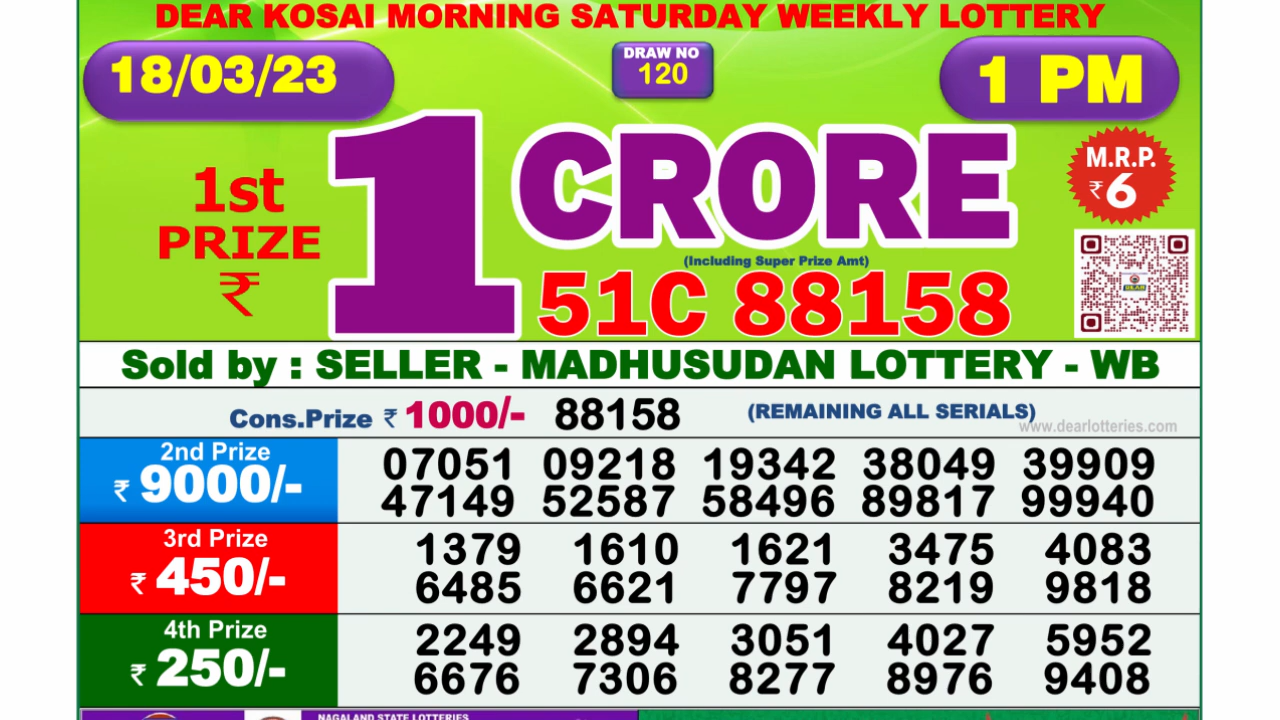 DEAR KOSAI MORNING SATURDAY WEEKLY LOTTERY
18/03/23
DRAW NO
120
1 PM
1st
PRIZE
₹
1 CRORE
(Including Super Prize Amt)
51C 88158
M.R.P.
₹6
DEAR
Sold by : SELLER - MADHUSUDAN LOTTERY - WB
Cons.Prize ₹ 1000/- 88158 (REMAINING ALL SERIALS)
www.dearlotteries.com
2nd Prize
₹ 9000/-
07051 09218 19342 38049 39909
47149 52587 58496 89817 99940
3rd Prize
₹ 450/-
1379 1610 1621 3475 4083
6485 6621 7797 8219 9818
4th Prize
₹ 250/-
2249 2894 3051 4027 5952
6676 7306 8277 8976 9408
NAGALAND STATE LOTTERIES